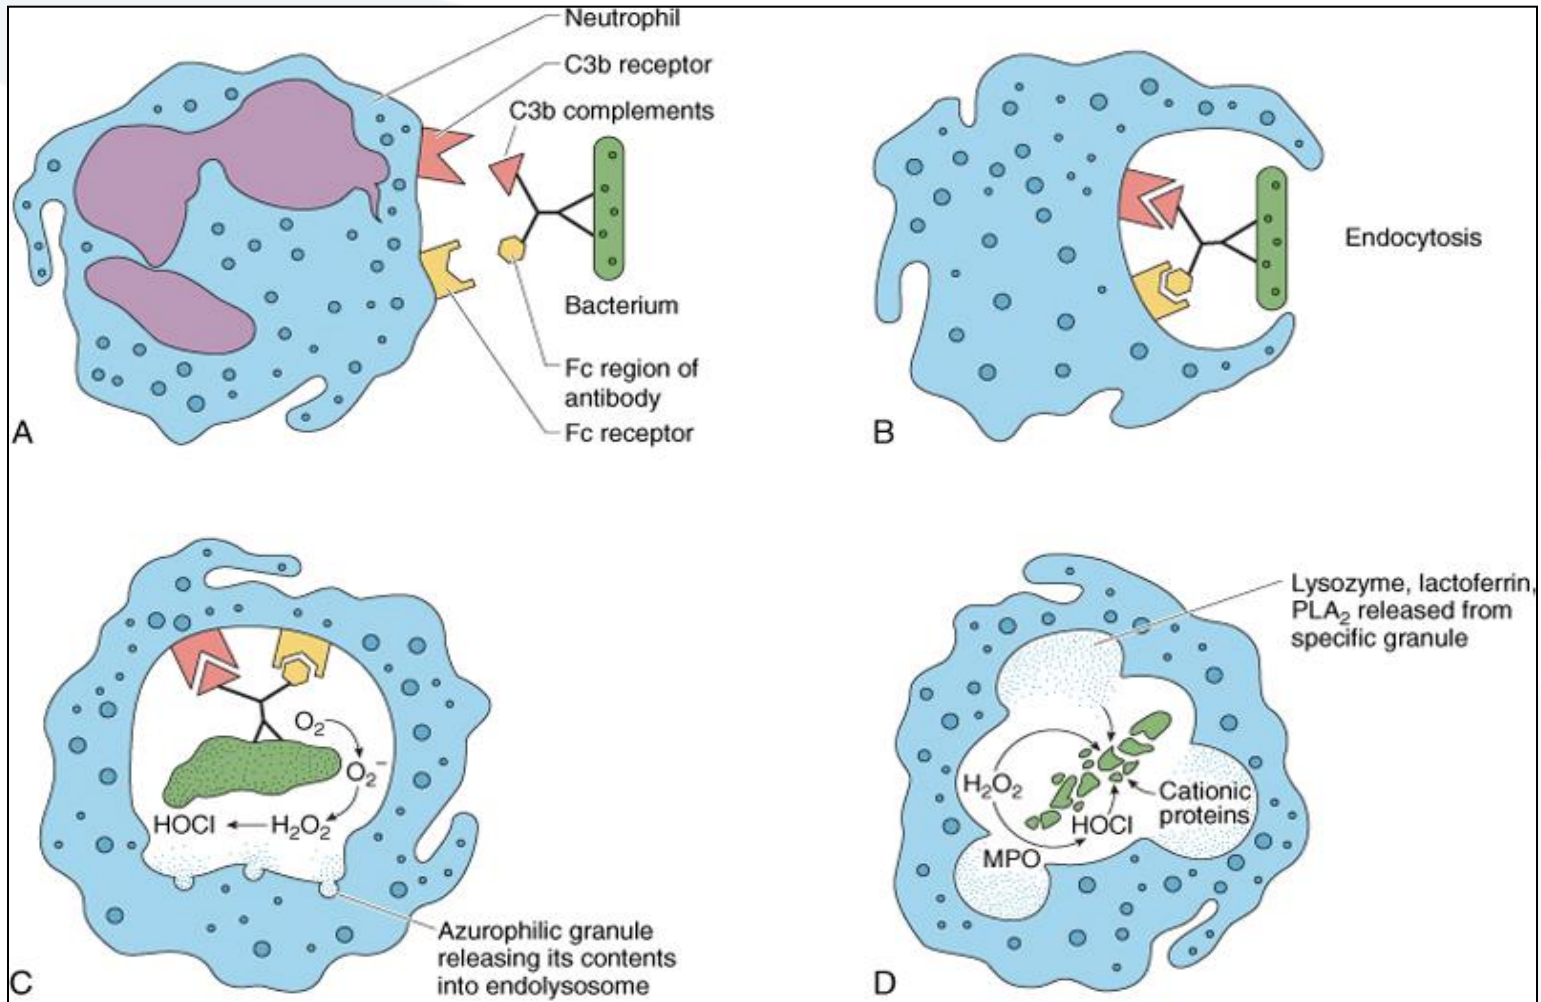 Neutrophil
C3b receptor
C3b complements
Bacterium
Fc region of
antibody
Fc receptor
A
Endocytosis
B
O₂
O₂⁻
HOCl
H₂O₂
Azurophilic granule
releasing its contents
into endolysosome
C
Lysozyme, lactoferrin,
PLA₂ released from
specific granule
H₂O₂
Cationic
proteins
HOCl
MPO
D